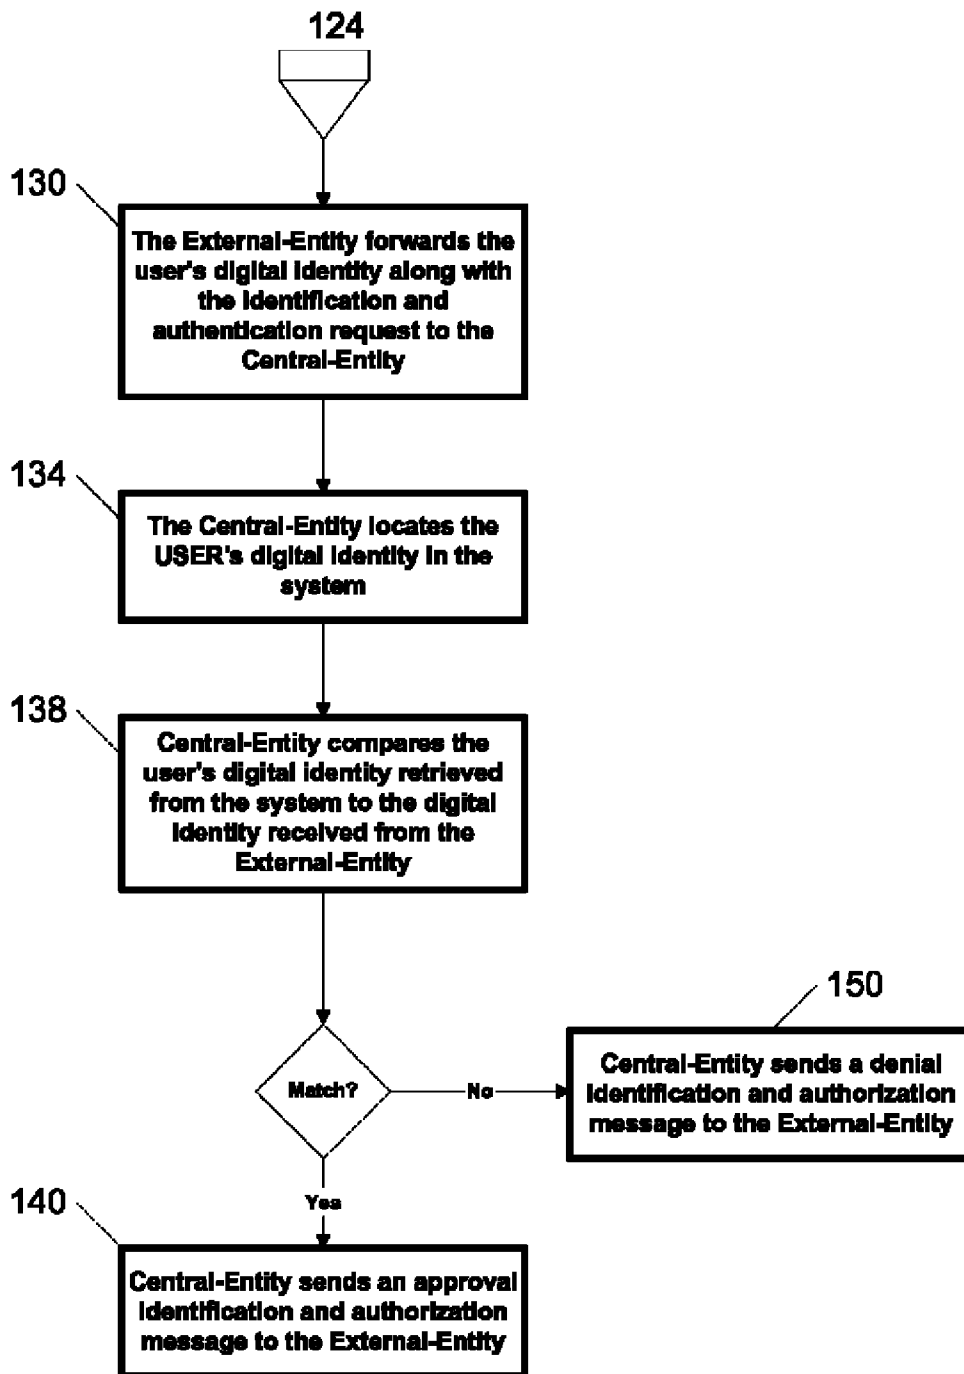 124
130
The External-Entity forwards the
user's digital identity along with
the identification and
authentication request to the
Central-Entity
134
The Central-Entity locates the
USER's digital identity in the
system
138
Central-Entity compares the
user's digital identity retrieved
from the system to the digital
identity received from the
External-Entity
150
Central-Entity sends a denial
identification and authorization
message to the External-Entity
Match?
No
Yes
140
Central-Entity sends an approval
identification and authorization
message to the External-Entity